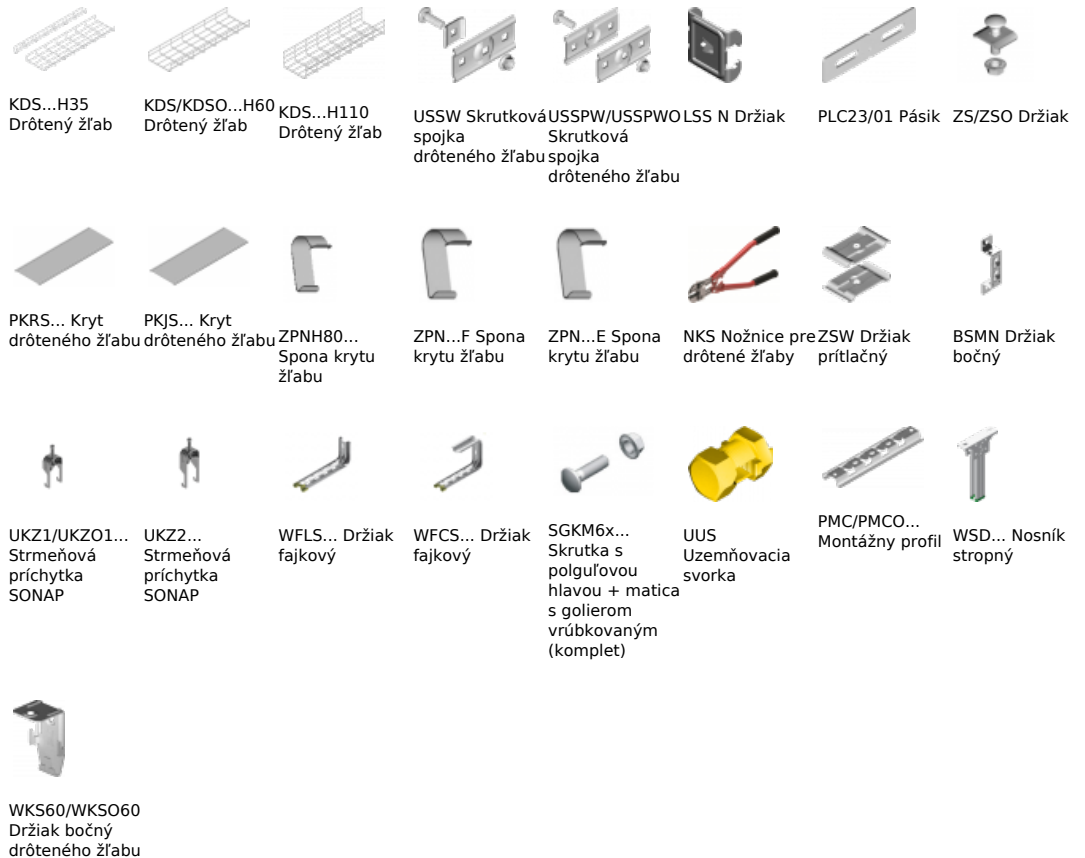 KDS...H35
Drôtený žľab
KDS/KDSO...H60
Drôtený žľab
KDS...H110
Drôtený žľab
USSW Skrutková
spojka
drôteného žľabu
USSPW/USSPWO
Skrutková
spojka
drôteného žľabu
LSS N Držiak
PLC23/01 Pásik
ZS/ZSO Držiak
PKRS... Kryt
drôteného žľabu
PKJS... Kryt
drôteného žľabu
ZPNH80...
Spona krytu
žľabu
ZPN...F Spona
krytu žľabu
ZPN...E Spona
krytu žľabu
NKS Nožnice pre
drôtené žľaby
ZSW Držiak
prítlačný
BSMN Držiak
bočný
UKZ1/UKZO1...
Strmeňová
príchytka
SONAP
UKZ2...
Strmeňová
príchytka
SONAP
WFLS... Držiak
fajkový
WFCS... Držiak
fajkový
SGKM6x...
Skrutka s
polguľovou
hlavou + matica
s golierom
vrúbkovaným
(komplet)
UUS
Uzemňovacia
svorka
PMC/PMCO...
Montážny profil
WSD... Nosník
stropný
WKS60/WKSO60
Držiak bočný
drôteného žľabu